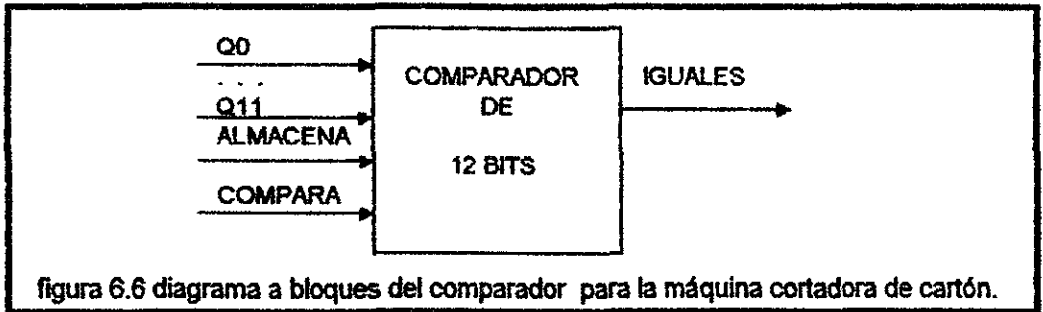 Q0
. . .
Q11
ALMACENA
COMPARA
COMPARADOR
DE
12 BITS
IGUALES
figura 6.6 diagrama a bloques del comparador para la máquina cortadora de cartón.